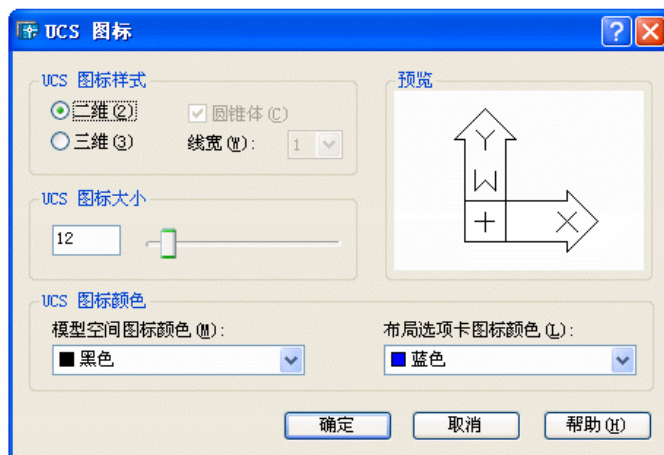 UCS 图标
UCS 图标样式
二维(2)
圆锥体(C)
三维(3)
线宽(W):
1
预览
Y
W
X
UCS 图标大小
12
UCS 图标颜色
模型空间图标颜色(M):
黑色
布局选项卡图标颜色(L):
蓝色
确定
取消
帮助(H)